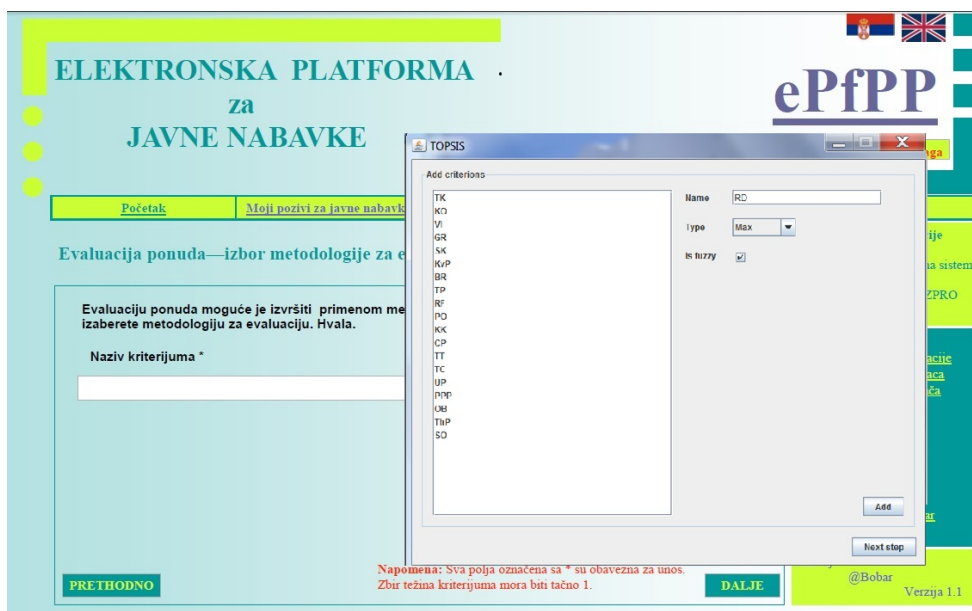 ELEKTRONSKA PLATFORMA
za
JAVNE NABAVKE
ePfPP
Početak
Moji pozivi za javne nabavk
Evaluacija ponuda—izbor metodologije za e
Evaluaciju ponuda moguće je izvršiti primenom me
izaberete metodologiju za evaluaciju. Hvala.
Naziv kriterijuma *
TOPSIS
Add criterions
TK
KO
VI
GR
SK
KvP
BR
TP
RF
PO
KK
CP
TT
TC
UP
PPP
OB
ThP
SO
Name RD
Type Max
Is fuzzy
Add
Next step
ije
na sistem
ZPRO
acije
aca
ča
ar
Napomena: Sva polja označena sa * su obavezna za unos.
Zbir težina kriterijuma mora biti tačno 1.
PRETHODNO
DALJE
@Bobar
Verzija 1.1